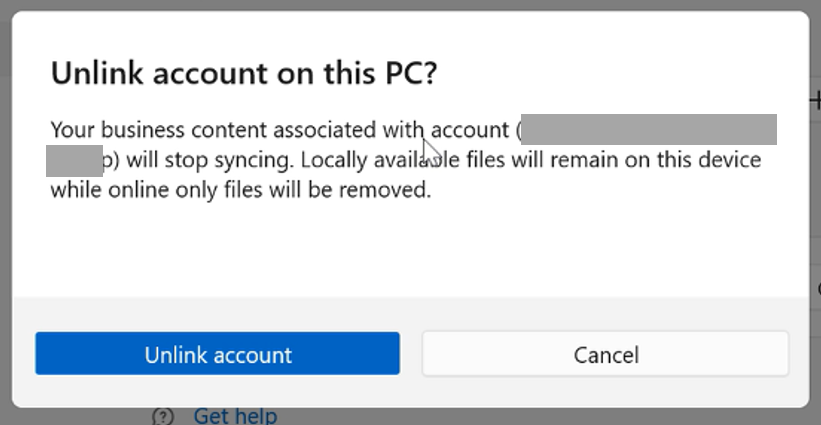 Unlink account on this PC?
Your business content associated with account (
p) will stop syncing. Locally available files will remain on this device
while online only files will be removed.
Unlink account
Cancel
Get help